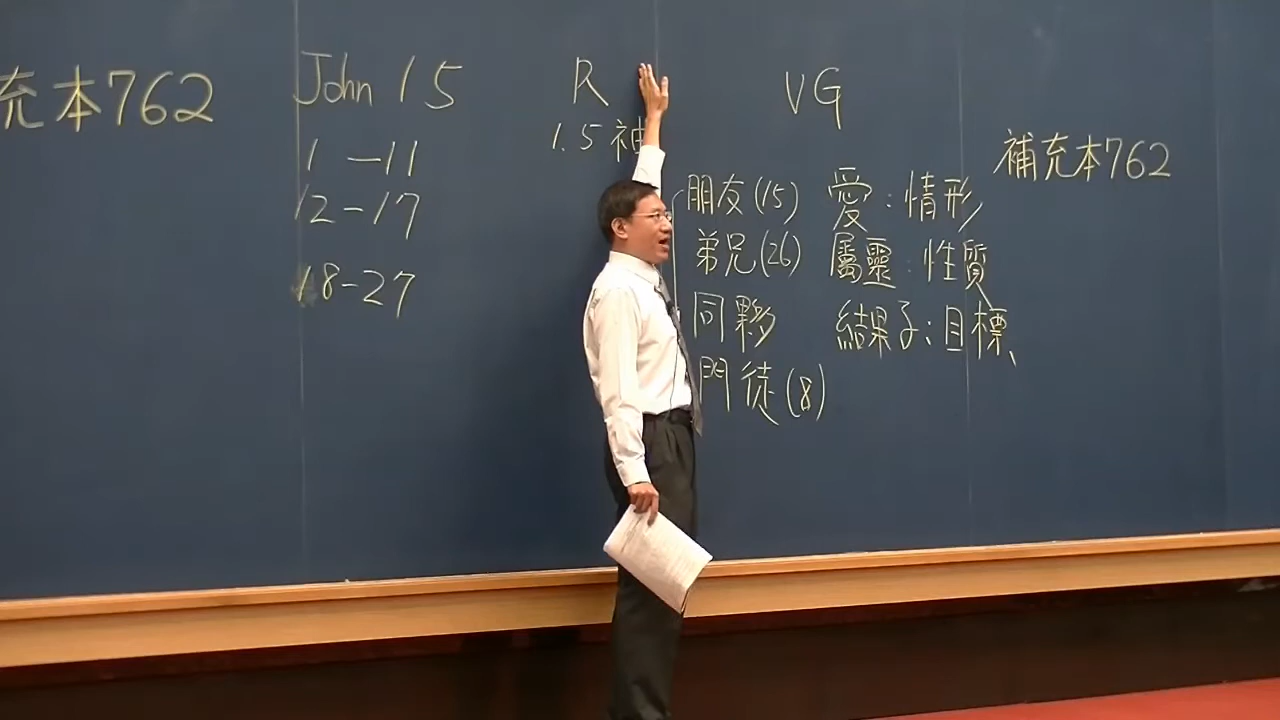 充本762
John 15
1-11
12-17
18-27
R
1.5 神
VG
朋友(15) 愛:情形
弟兄(26) 屬靈:性質
同夥 結果子:目標
門徒(8)
補充本762